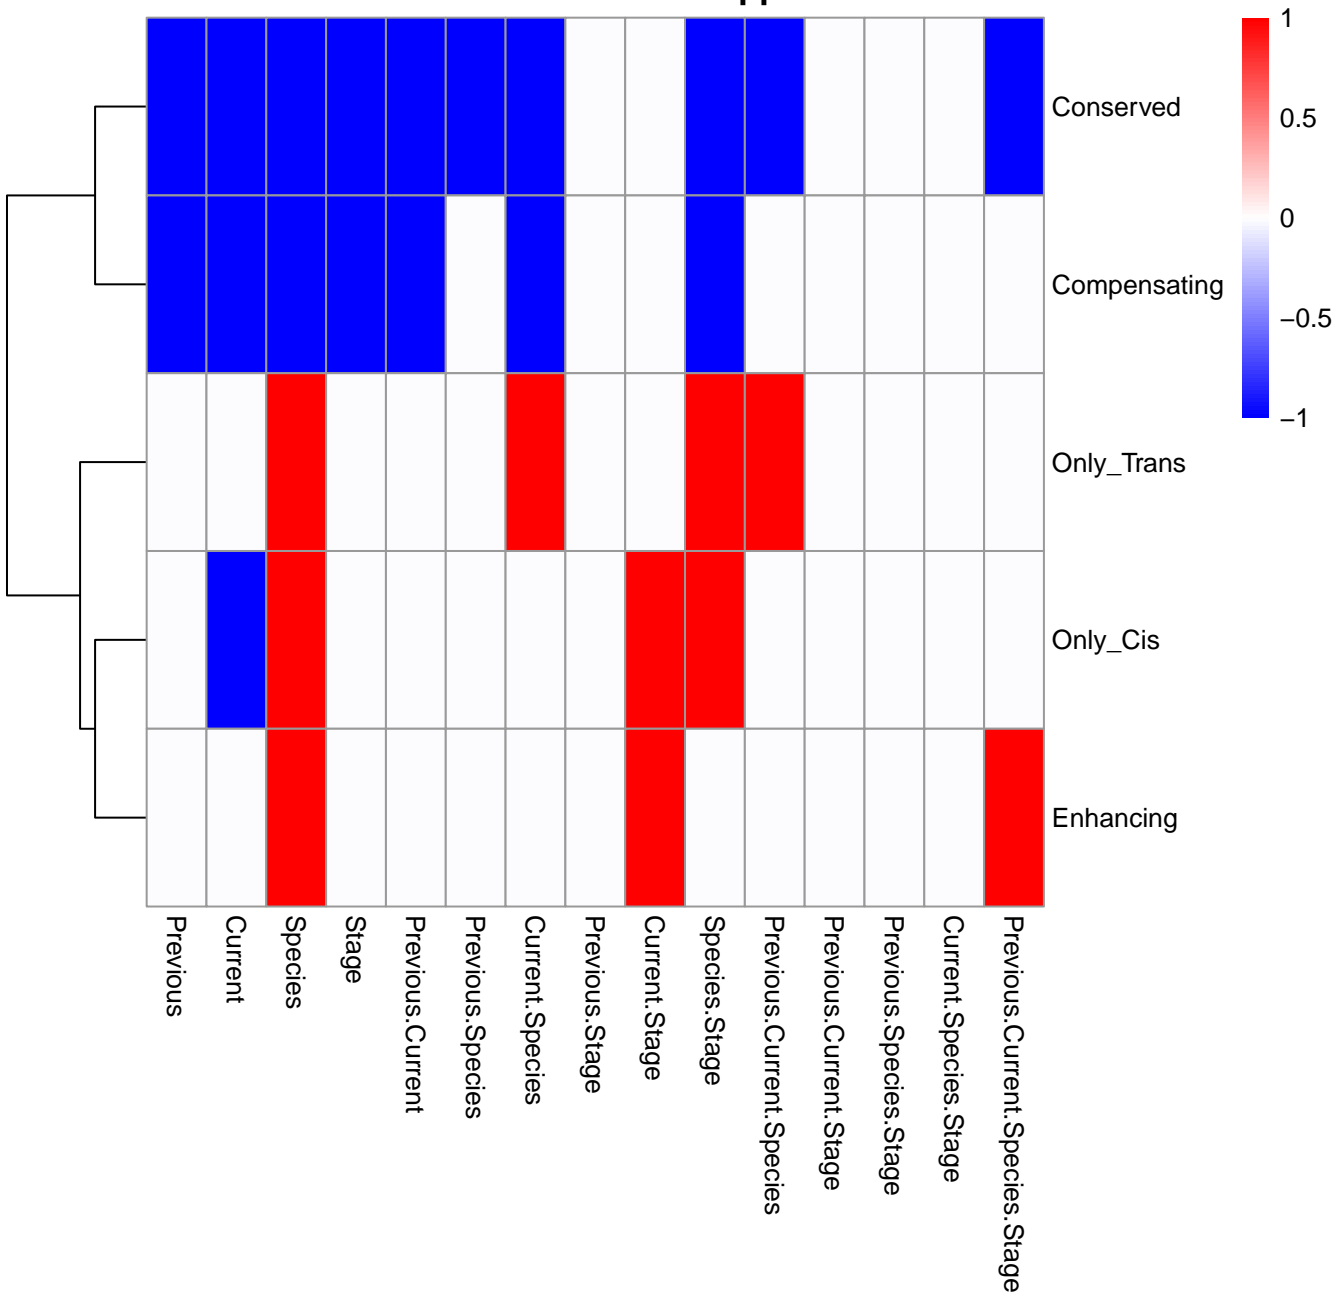 1
0.5
0
−0.5
−1
Conserved
Compensating
Only_Trans
Only_Cis
Enhancing
Previous
Current
Species
Stage
Previous.Current
Previous.Species
Current.Species
Previous.Stage
Current.Stage
Species.Stage
Previous.Current.Species
Previous.Current.Stage
Previous.Species.Stage
Current.Species.Stage
Previous.Current.Species.Stage